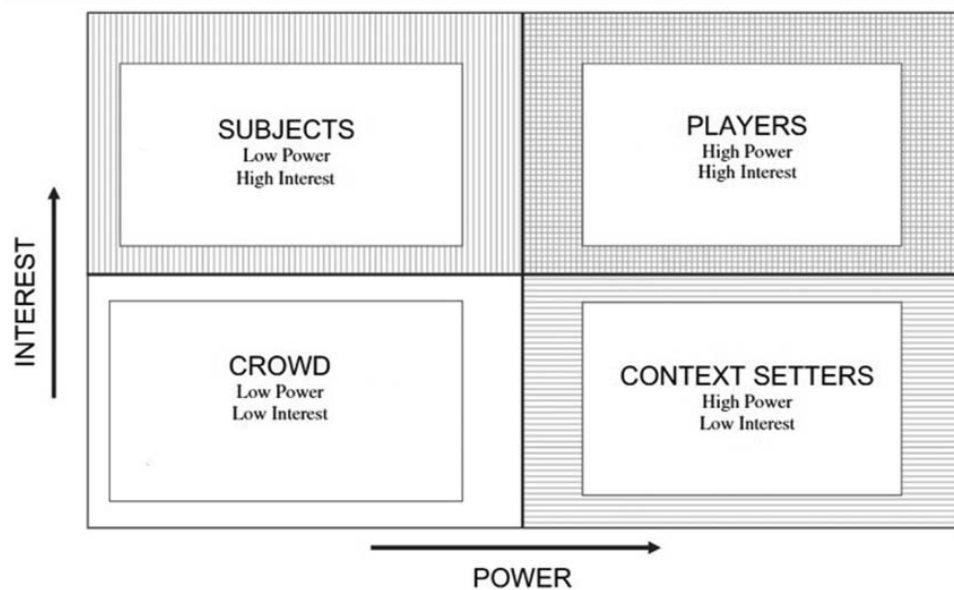 SUBJECTS
Low Power
High Interest
PLAYERS
High Power
High Interest
INTEREST
CROWD
Low Power
Low Interest
CONTEXT SETTERS
High Power
Low Interest
POWER